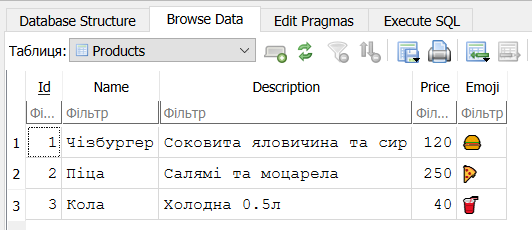 Database Structure Browse Data Edit Pragmas Execute SQL
Таблиця: Products
Id Name Description Price Emoji
Фі... Фільтр Фільтр Філ... Фільтр
1 1 Чізбургер Соковита яловичина та сир 120 🍔
2 2 Піца Салямі та моцарела 250 🍕
3 3 Кола Холодна 0.5л 40 🥤